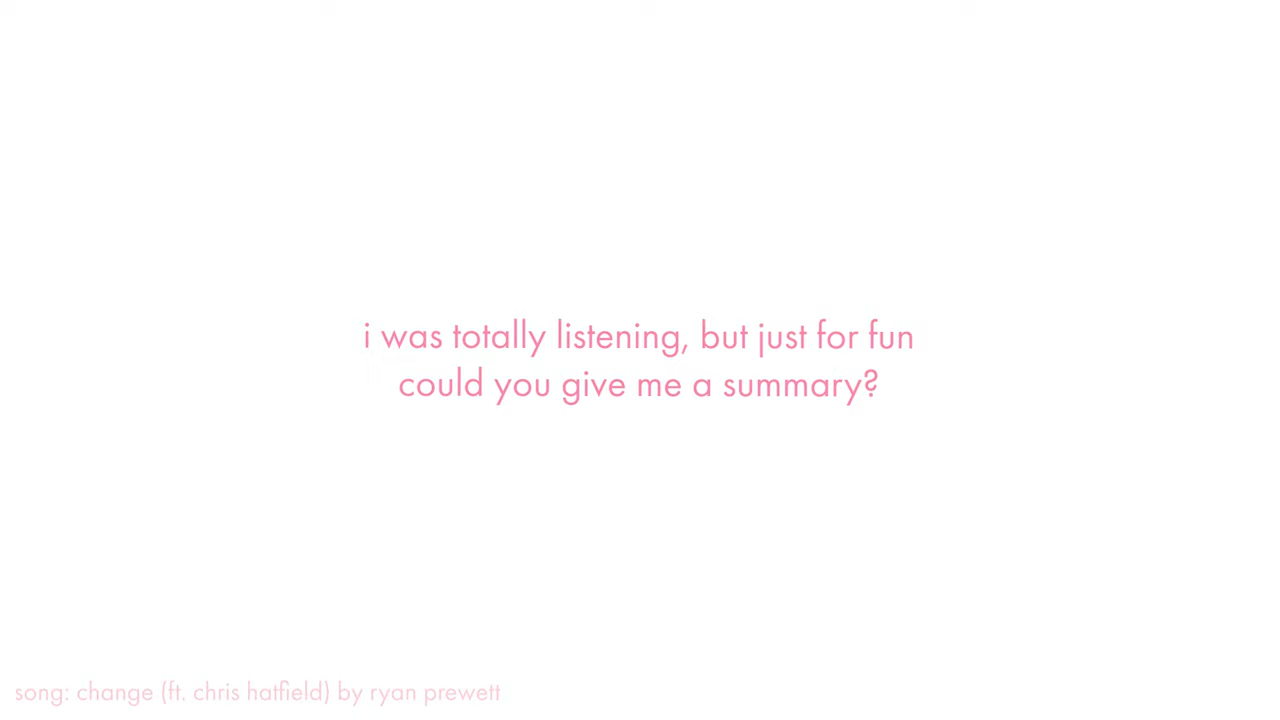 i was totally listening, but just for fun
could you give me a summary?
song: change (ft. chris hatfield) by ryan prewett